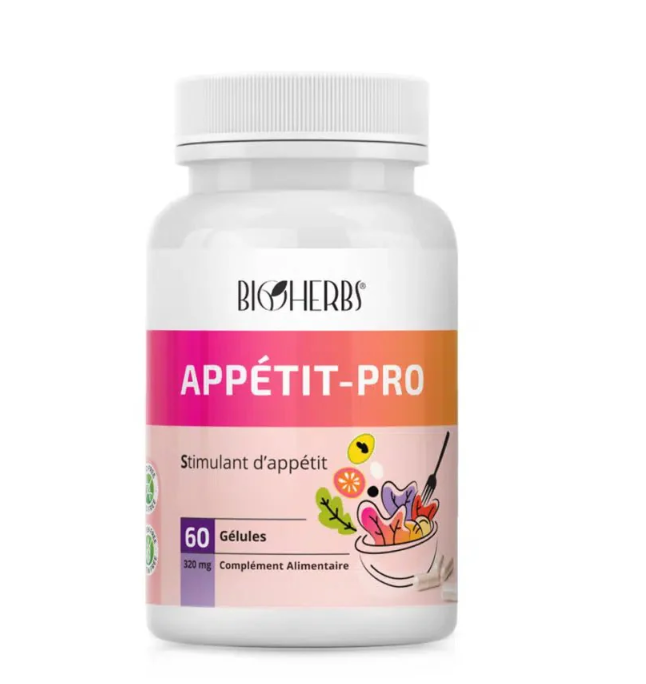 BIOHERBS®
APPÉTIT-PRO
Stimulant d'appétit
60 Gélules
320 mg Complément Alimentaire